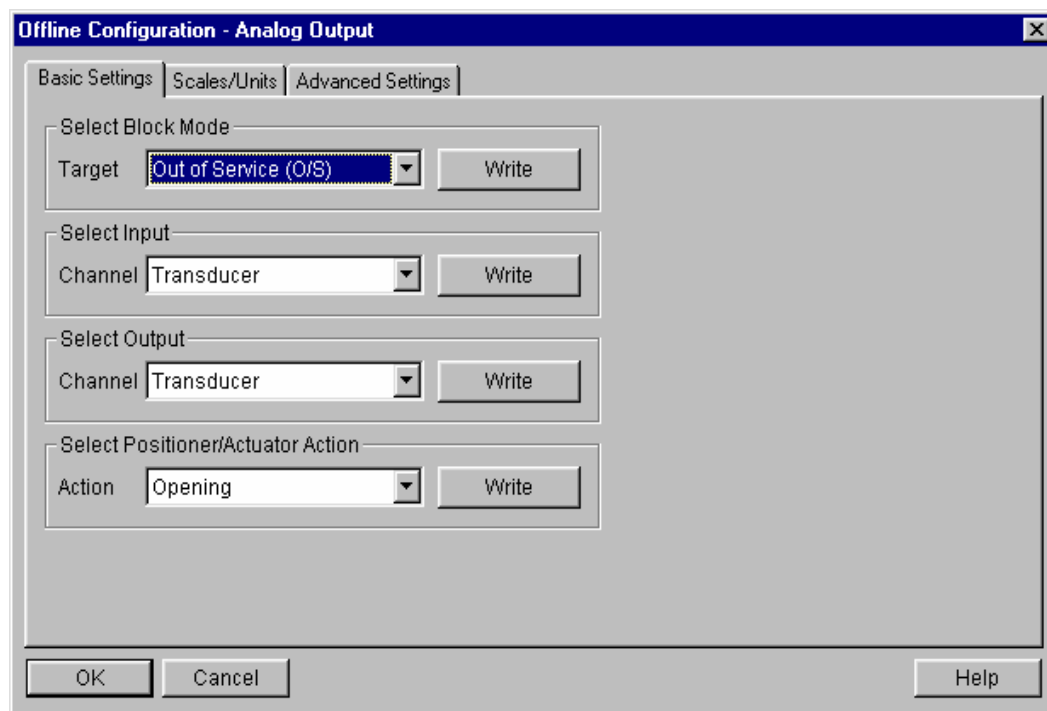 Offline Configuration - Analog Output
Basic Settings Scales/Units Advanced Settings
Select Block Mode
Target Out of Service (O/S) Write
Select Input
Channel Transducer Write
Select Output
Channel Transducer Write
Select Positioner/Actuator Action
Action Opening Write
OK Cancel Help